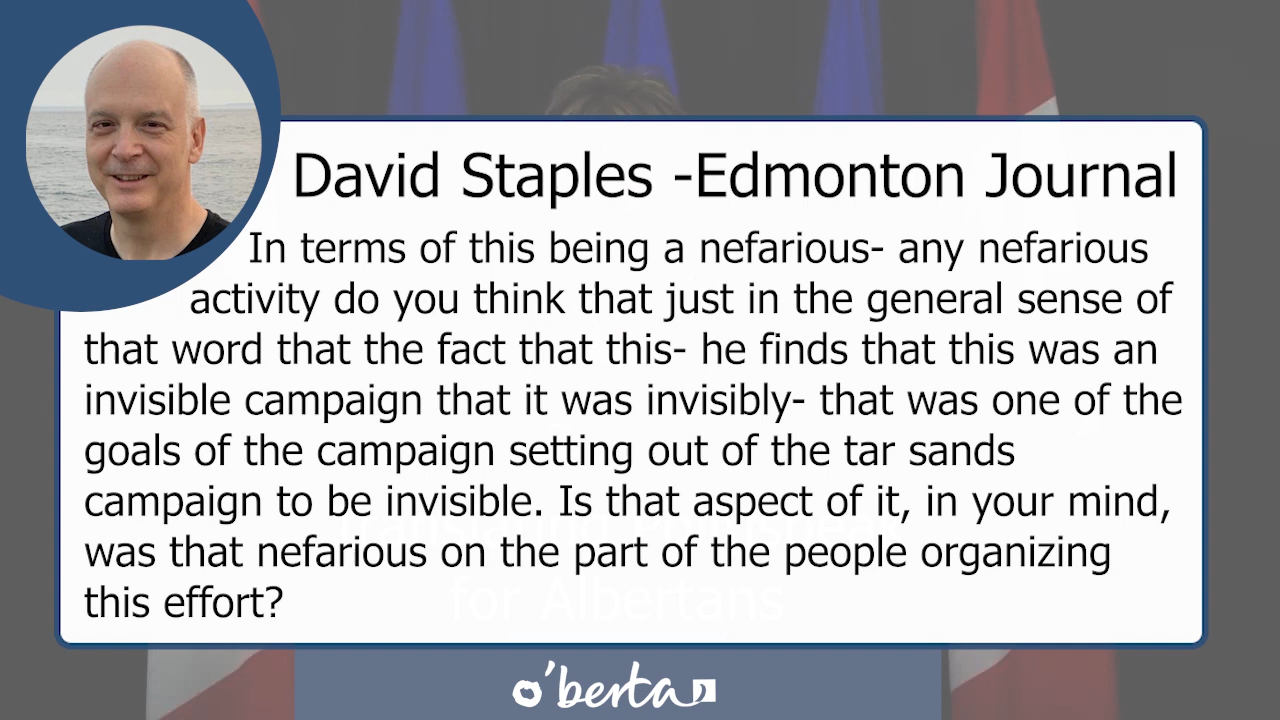 David Staples -Edmonton Journal
In terms of this being a nefarious- any nefarious
activity do you think that just in the general sense of
that word that the fact that this- he finds that this was an
invisible campaign that it was invisibly- that was one of the
goals of the campaign setting out of the tar sands
campaign to be invisible. Is that aspect of it, in your mind,
was that nefarious on the part of the people organizing
this effort?
for Albertans
o'berta